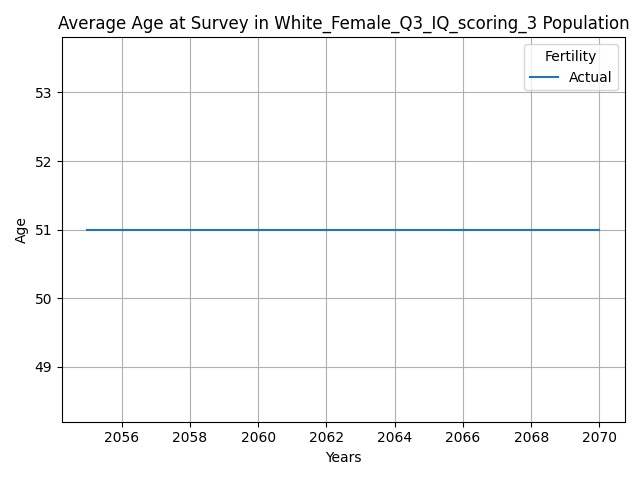 Average Age at Survey in White_Female_Q3_IQ_scoring_3 Population
Fertility
Actual
53
52
51
50
49
Age
2056 2058 2060 2062 2064 2066 2068 2070
Years